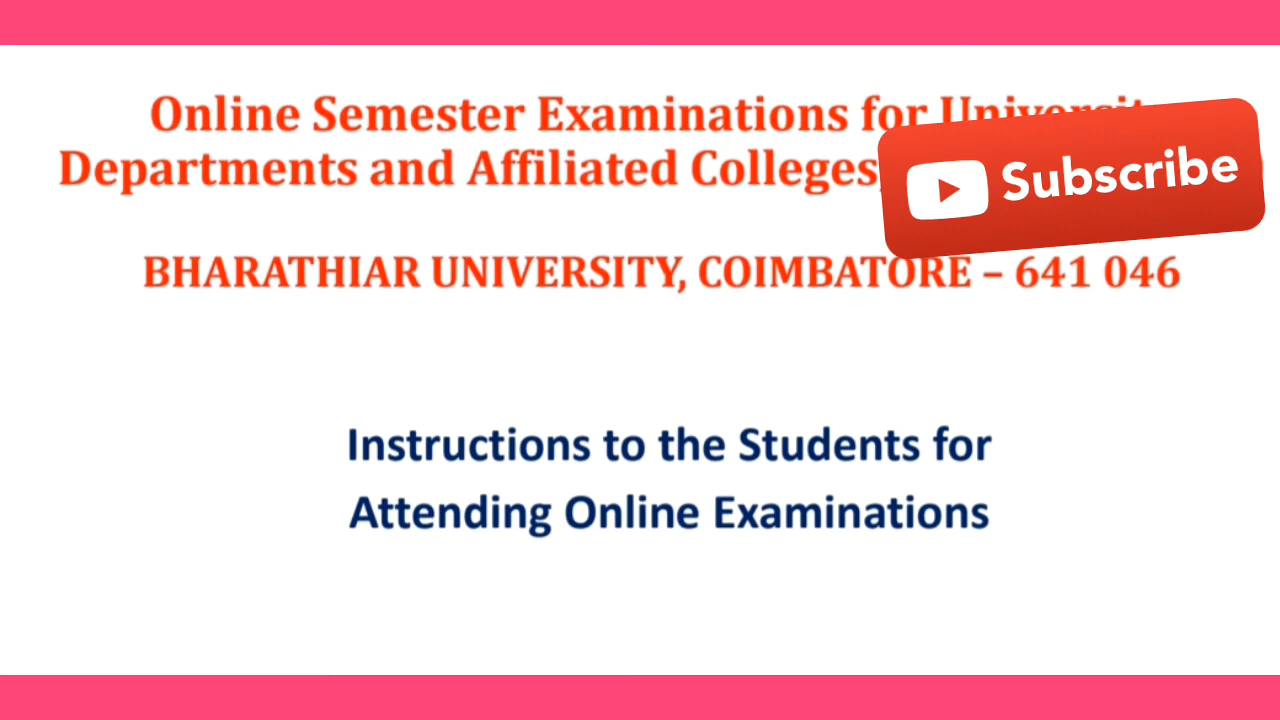 Online Semester Examinations for
Departments and Affiliated Colleges,
Subscribe
BHARATHIAR UNIVERSITY, COIMBATORE – 641 046
Instructions to the Students for
Attending Online Examinations